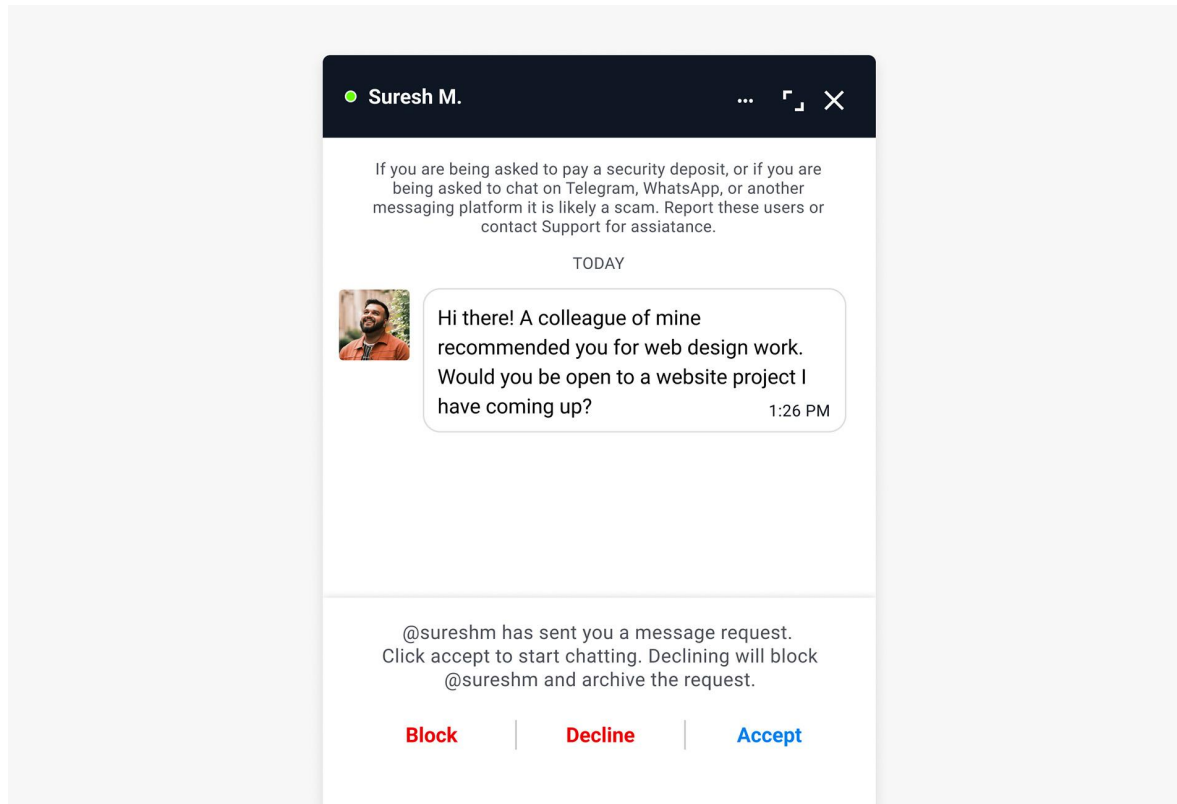 Suresh M.
If you are being asked to pay a security deposit, or if you are
being asked to chat on Telegram, WhatsApp, or another
messaging platform it is likely a scam. Report these users or
contact Support for assiatance.
TODAY
Hi there! A colleague of mine
recommended you for web design work.
Would you be open to a website project I
have coming up?
1:26 PM
@sureshm has sent you a message request.
Click accept to start chatting. Declining will block
@sureshm and archive the request.
Block
Decline
Accept